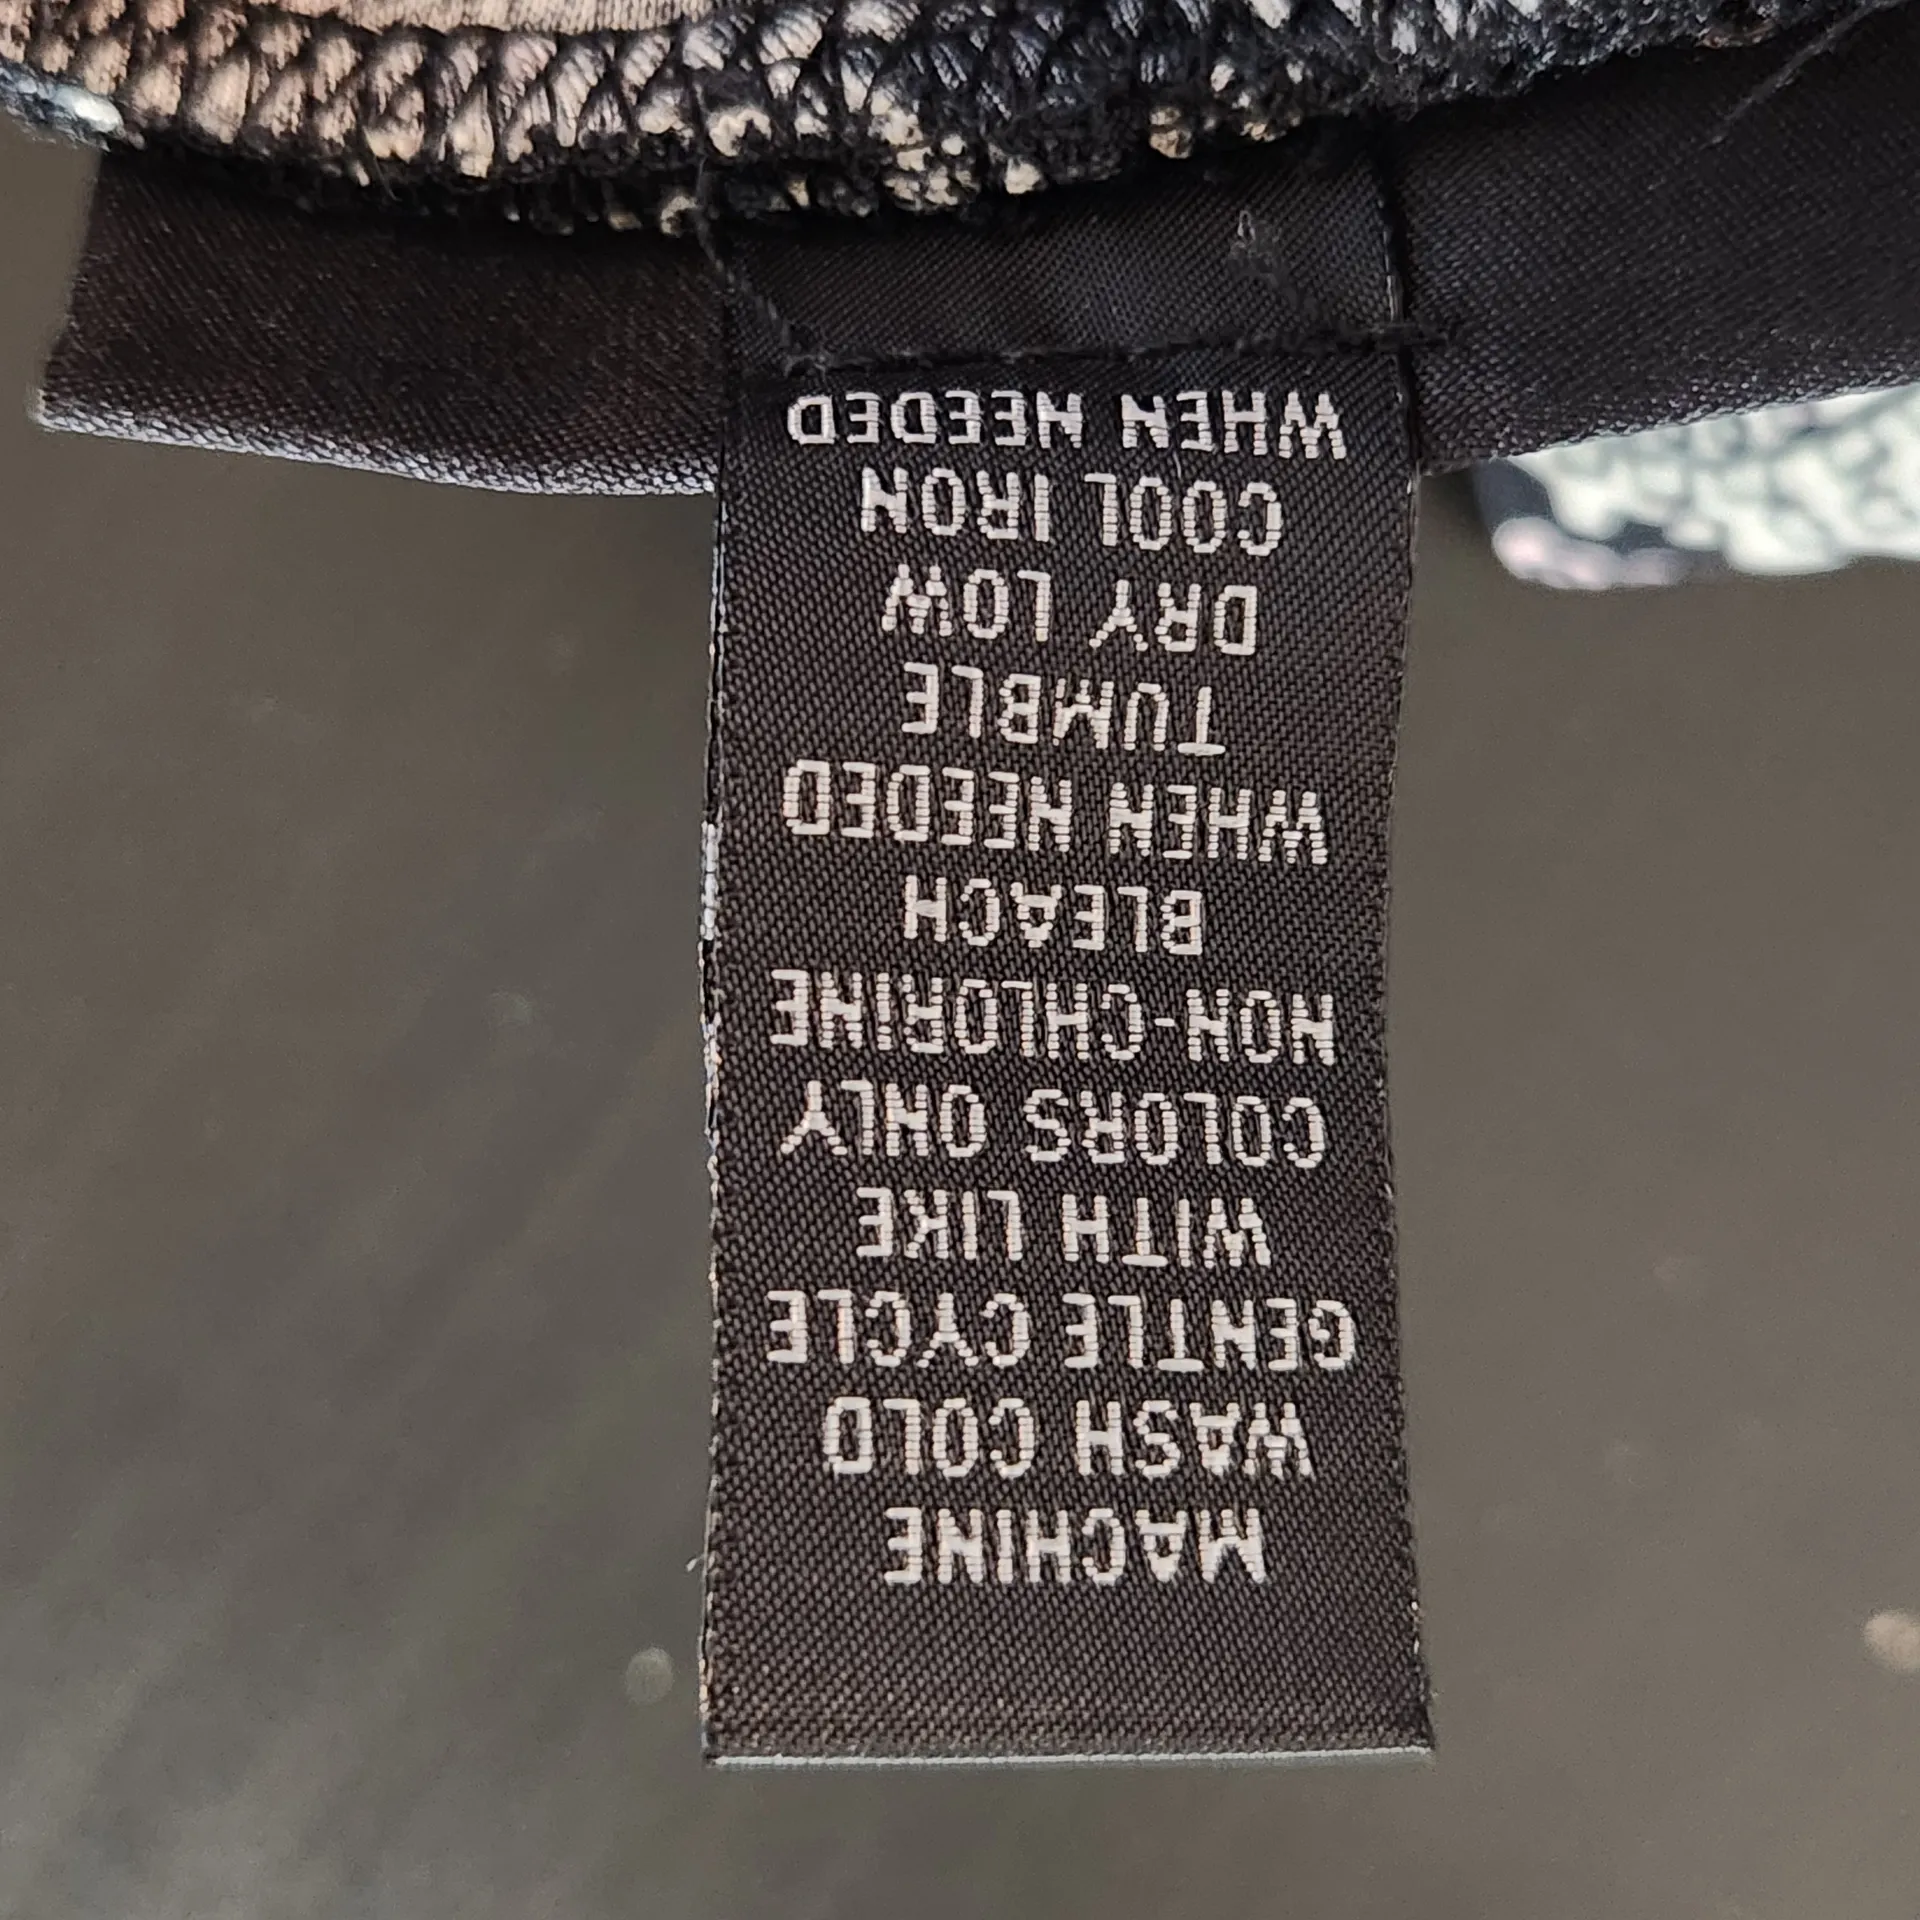 MACHINE
WASH COLD
GENTLE CYCLE
WITH LIKE
COLORS ONLY
NON-CHLORINE
BLEACH
WHEN NEEDED
TUMBLE
DRY LOW
COOL IRON
WHEN NEEDED